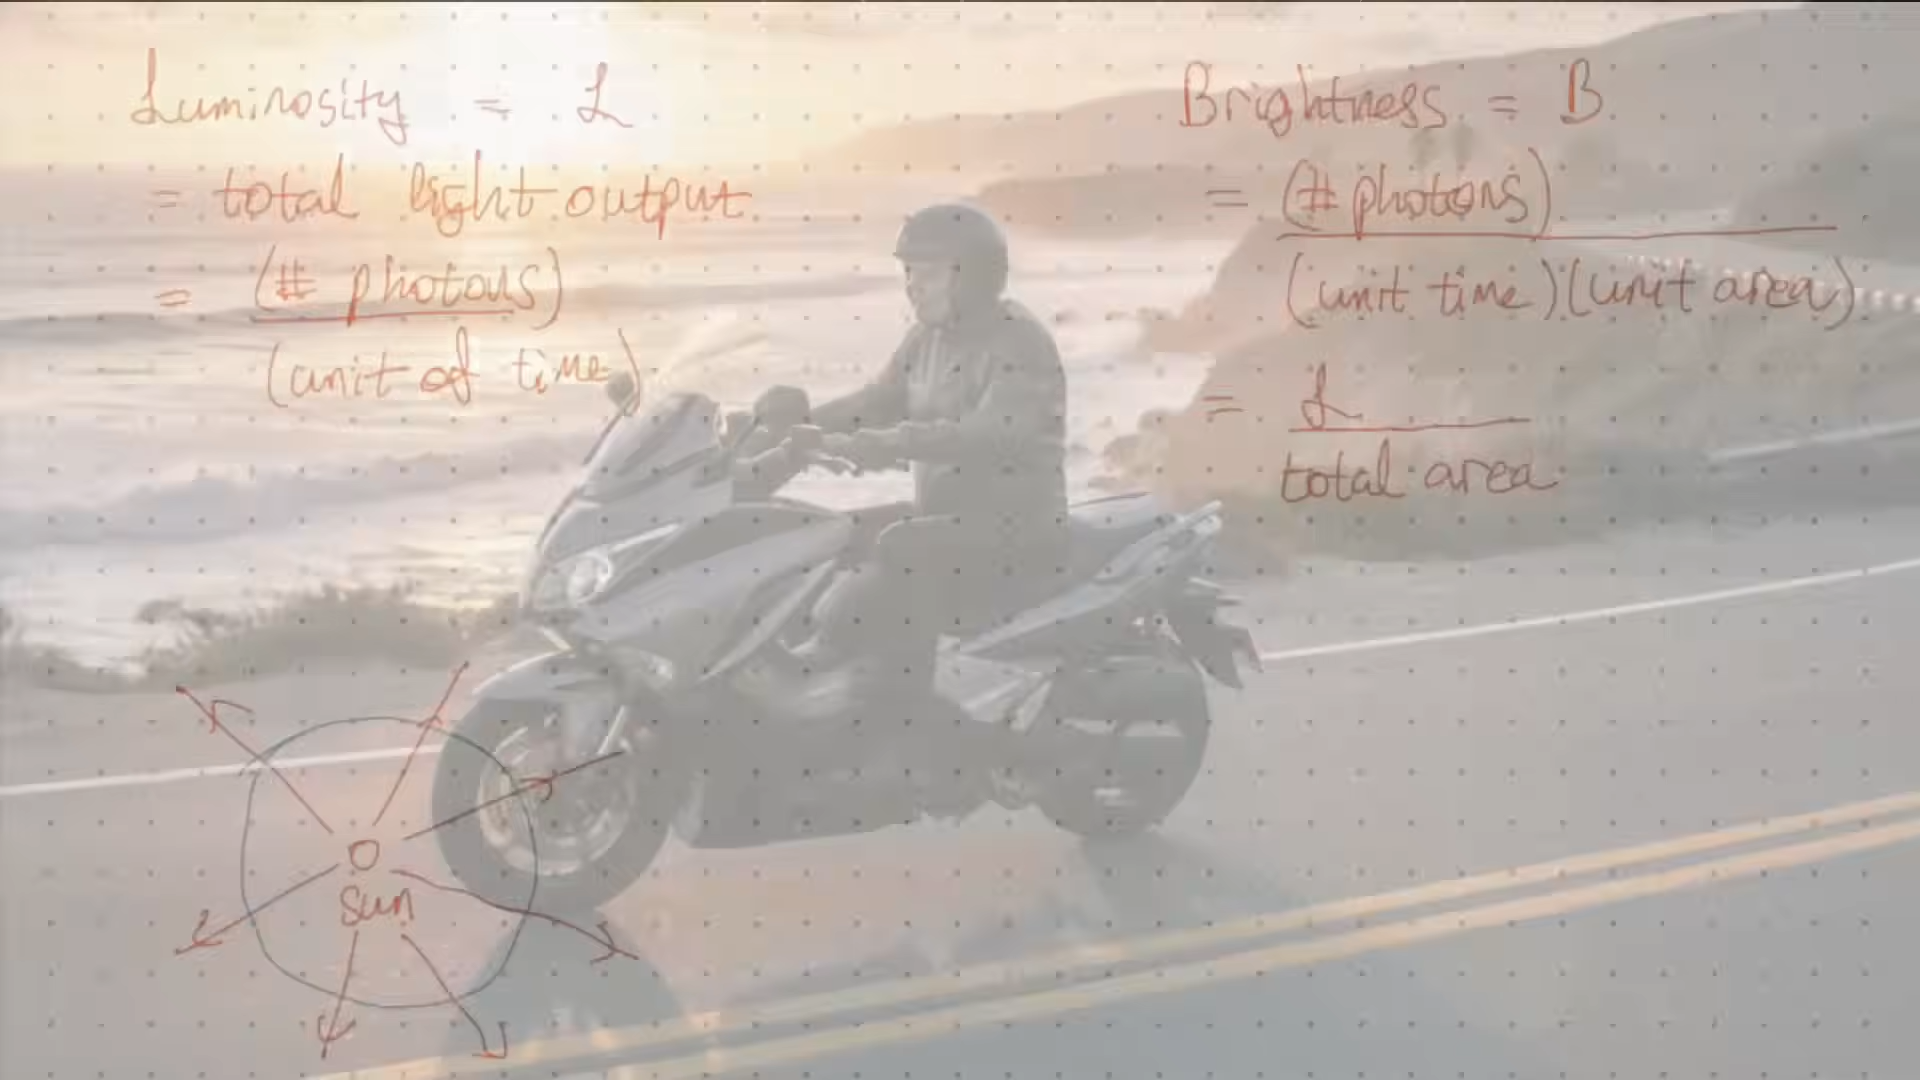 Luminosity = L
= total light output
= (# photons)
(unit of time)
Brightness = B
= (# photons)
(unit time)(unit area)
= L
total area
O
Sun